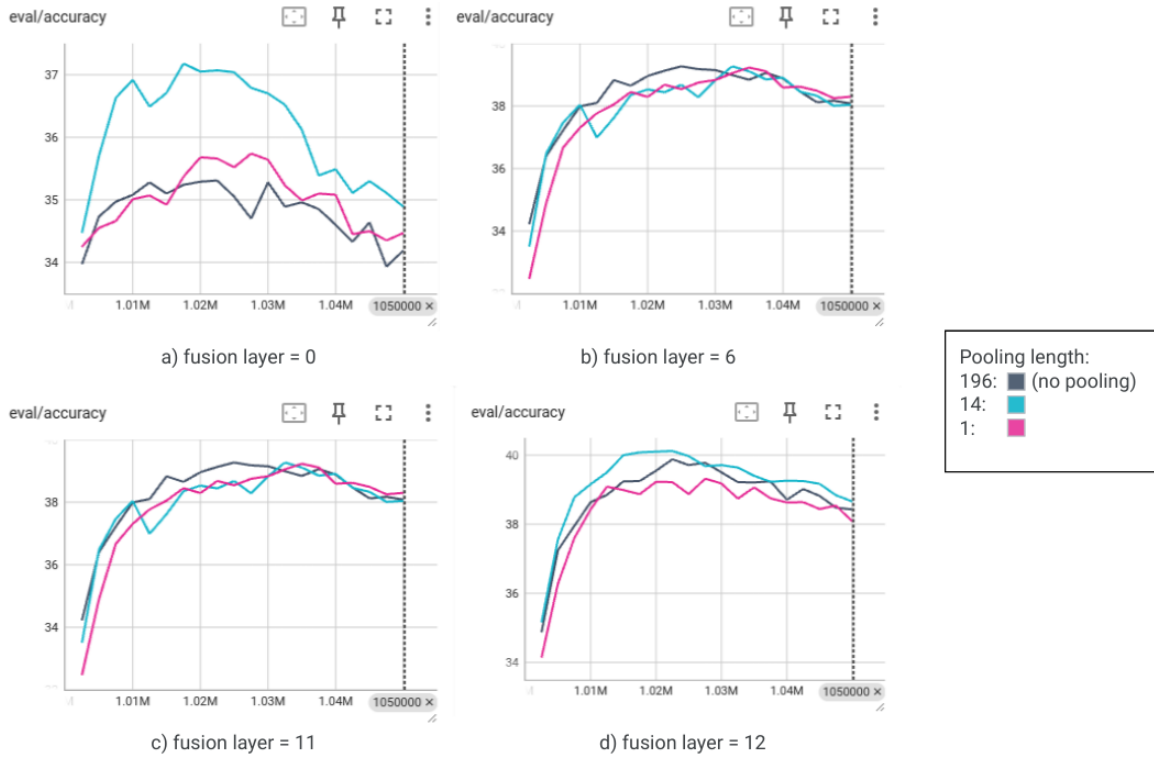 eval/accuracy
37
36
35
34
1.01M
1.02M
1.03M
1.04M
1050000 ×
a) fusion layer = 0
eval/accuracy
38
36
34
1.01M
1.02M
1.03M
1.04M
1050000 ×
b) fusion layer = 6
eval/accuracy
38
36
34
1.01M
1.02M
1.03M
1.04M
1050000 ×
c) fusion layer = 11
eval/accuracy
40
38
36
34
1.01M
1.02M
1.03M
1.04M
1050000 ×
d) fusion layer = 12
Pooling length:
196: (no pooling)
14:
1: